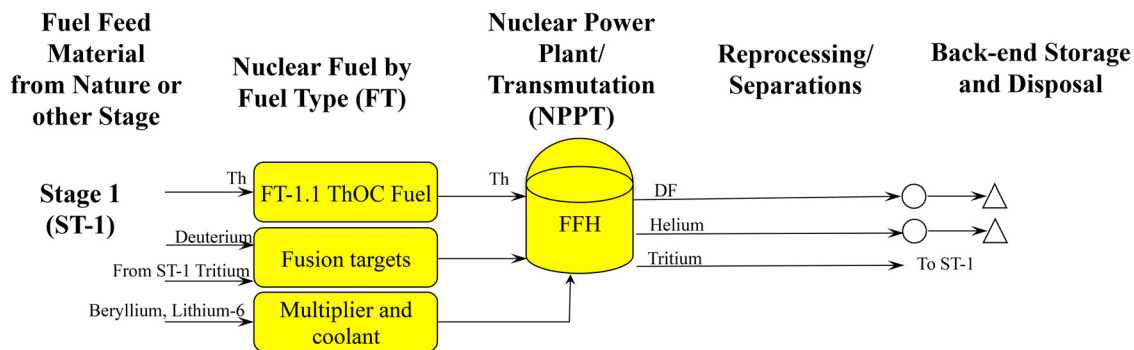 Fuel Feed
Material
from Nature or
other Stage
Nuclear Fuel by
Fuel Type (FT)
Nuclear Power
Plant/
Transmutation
(NPPT)
Reprocessing/
Separations
Back-end Storage
and Disposal
Stage 1
(ST-1)
Th
FT-1.1 ThOC Fuel
Th
FFH
DF
Deuterium
Helium
Fusion targets
Tritium
To ST-1
From ST-1 Tritium
Beryllium, Lithium-6
Multiplier and
coolant